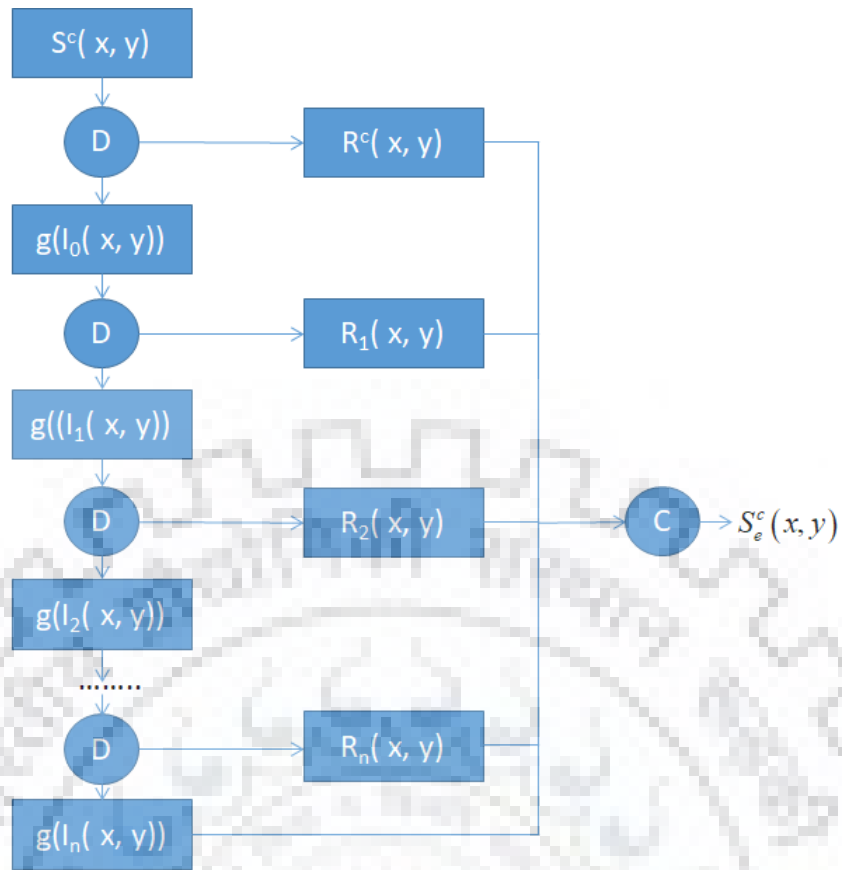 Sᶜ( x, y)
D
Rᶜ( x, y)
g(I₀( x, y))
D
R₁( x, y)
g((I₁( x, y))
D
R₂( x, y)
C
Sₑᶜ(x, y)
g(I₂( x, y))
........
D
Rₙ( x, y)
g(Iₙ( x, y))